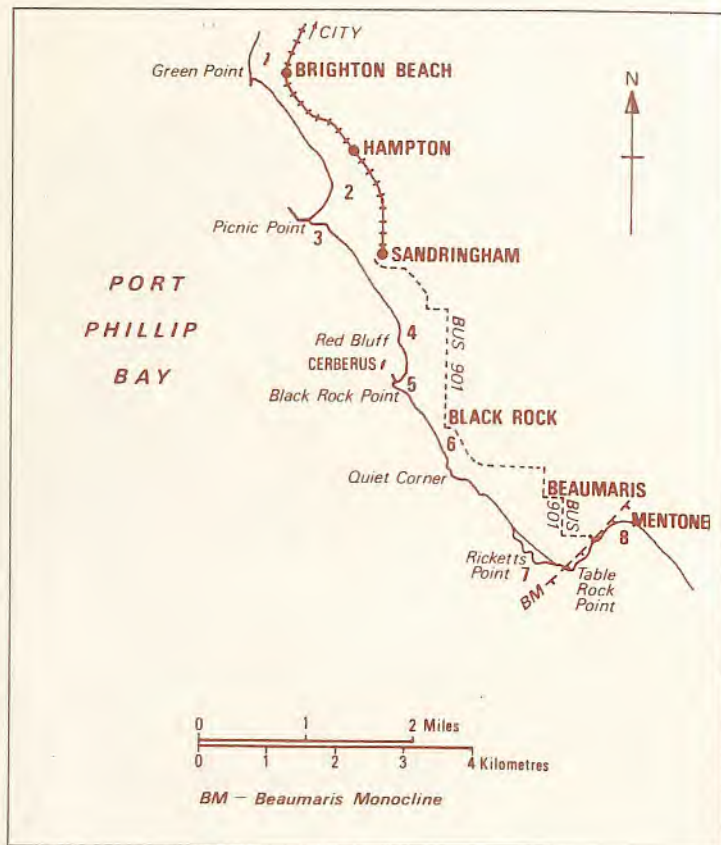 CITY
1
Green Point
BRIGHTON BEACH
N
HAMPTON
2
Picnic Point
3
SANDRINGHAM
PORT
PHILLIP
BAY
BUS 901
4
Red Bluff
CERBERUS
5
Black Rock Point
BLACK ROCK
6
Quiet Corner
BEAUMARIS
BUS
901
MENTONE
8
Ricketts
Point
7
Table
Rock
Point
BM
0 1 2 Miles
0 1 2 3 4 Kilometres
BM – Beaumaris Monocline